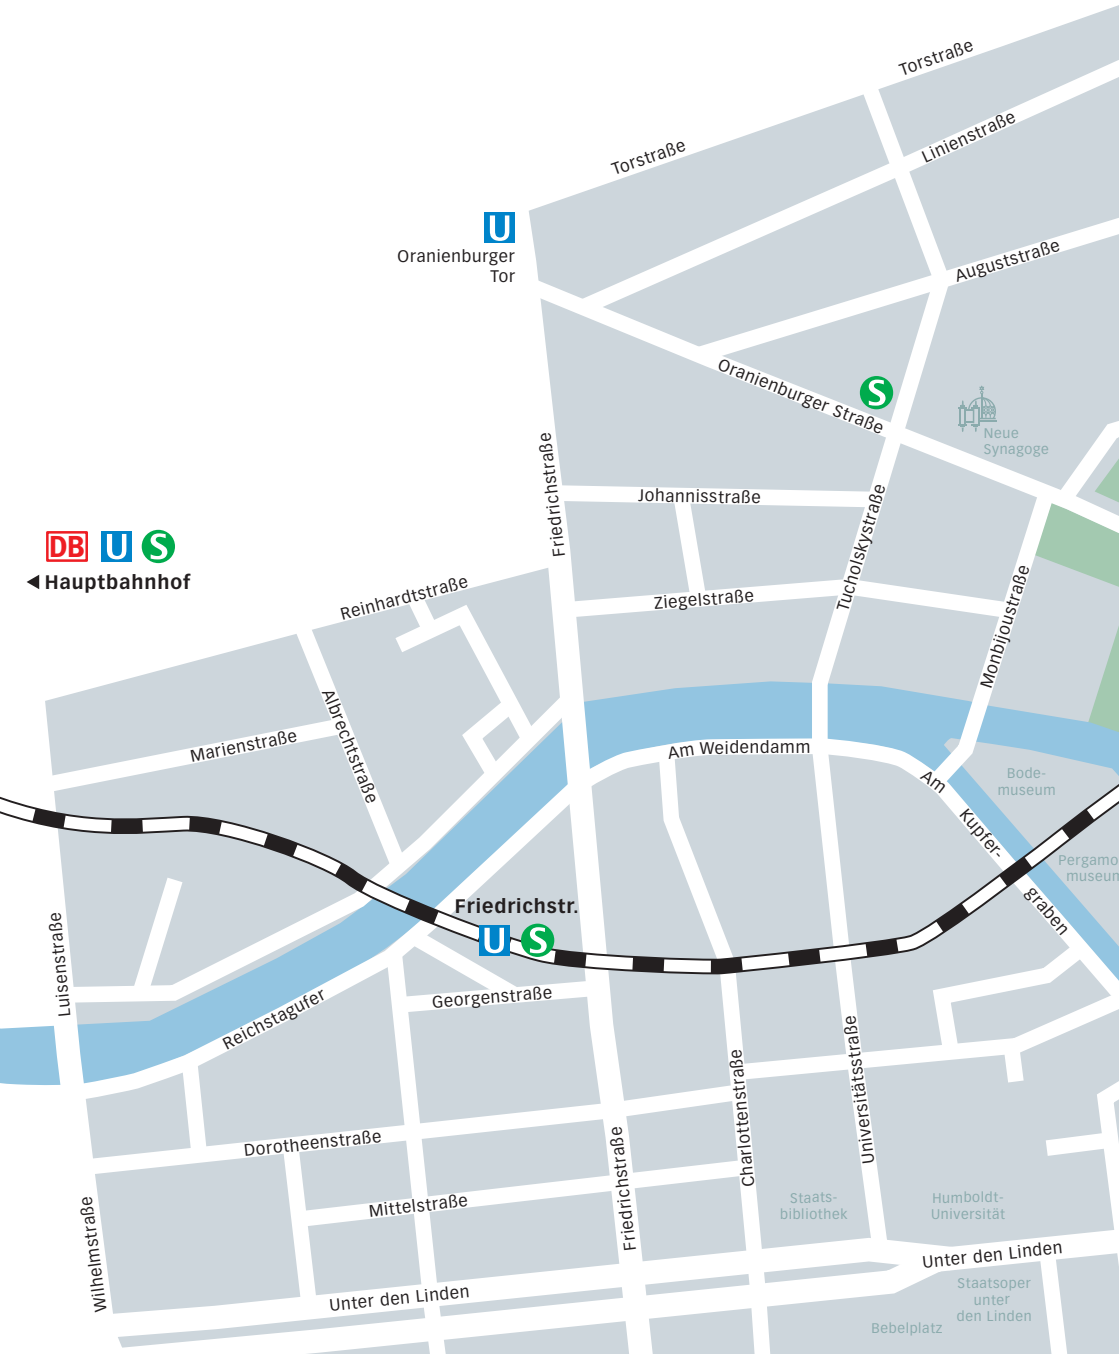 Torstraße
Linienstraße
Torstraße
U
Oranienburger
Tor
Auguststraße
Oranienburger Straße
S
Neue
Synagoge
Friedrichstraße
Johannisstraße
Tucholskystraße
DB U S
Hauptbahnhof
Reinhardtstraße
Ziegelstraße
Monbijoustraße
Albrechtstraße
Marienstraße
Am Weidendamm
Am
Kupfer-
graben
Bode-
museum
Pergamo
museum
Friedrichstr.
U S
Luisenstraße
Georgenstraße
Reichstagufer
Universitätsstraße
Charlottenstraße
Dorotheenstraße
Friedrichstraße
Mittelstraße
Staats-
bibliothek
Humboldt-
Universität
Wilhelmstraße
Unter den Linden
Unter den Linden
Staatsoper
unter
den Linden
Bebelplatz